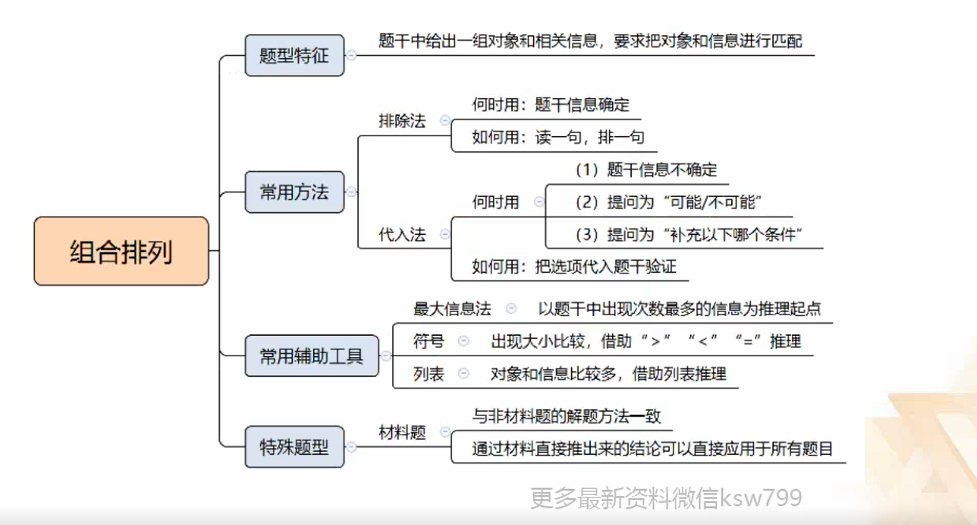 题型特征
题干中给出一组对象和相关信息，要求把对象和信息进行匹配
排除法
何时用：题干信息确定
如何用：读一句，排一句
常用方法
代入法
何时用
（1）题干信息不确定
（2）提问为“可能/不可能”
（3）提问为“补充以下哪个条件”
如何用：把选项代入题干验证
组合排列
常用辅助工具
最大信息法
以题干中出现次数最多的信息为推理起点
符号
出现大小比较，借助“>”“<”“=”推理
列表
对象和信息比较多，借助列表推理
特殊题型
材料题
与非材料题的解题方法一致
通过材料直接推出来的结论可以直接应用于所有题目
更多最新资料微信ksw799